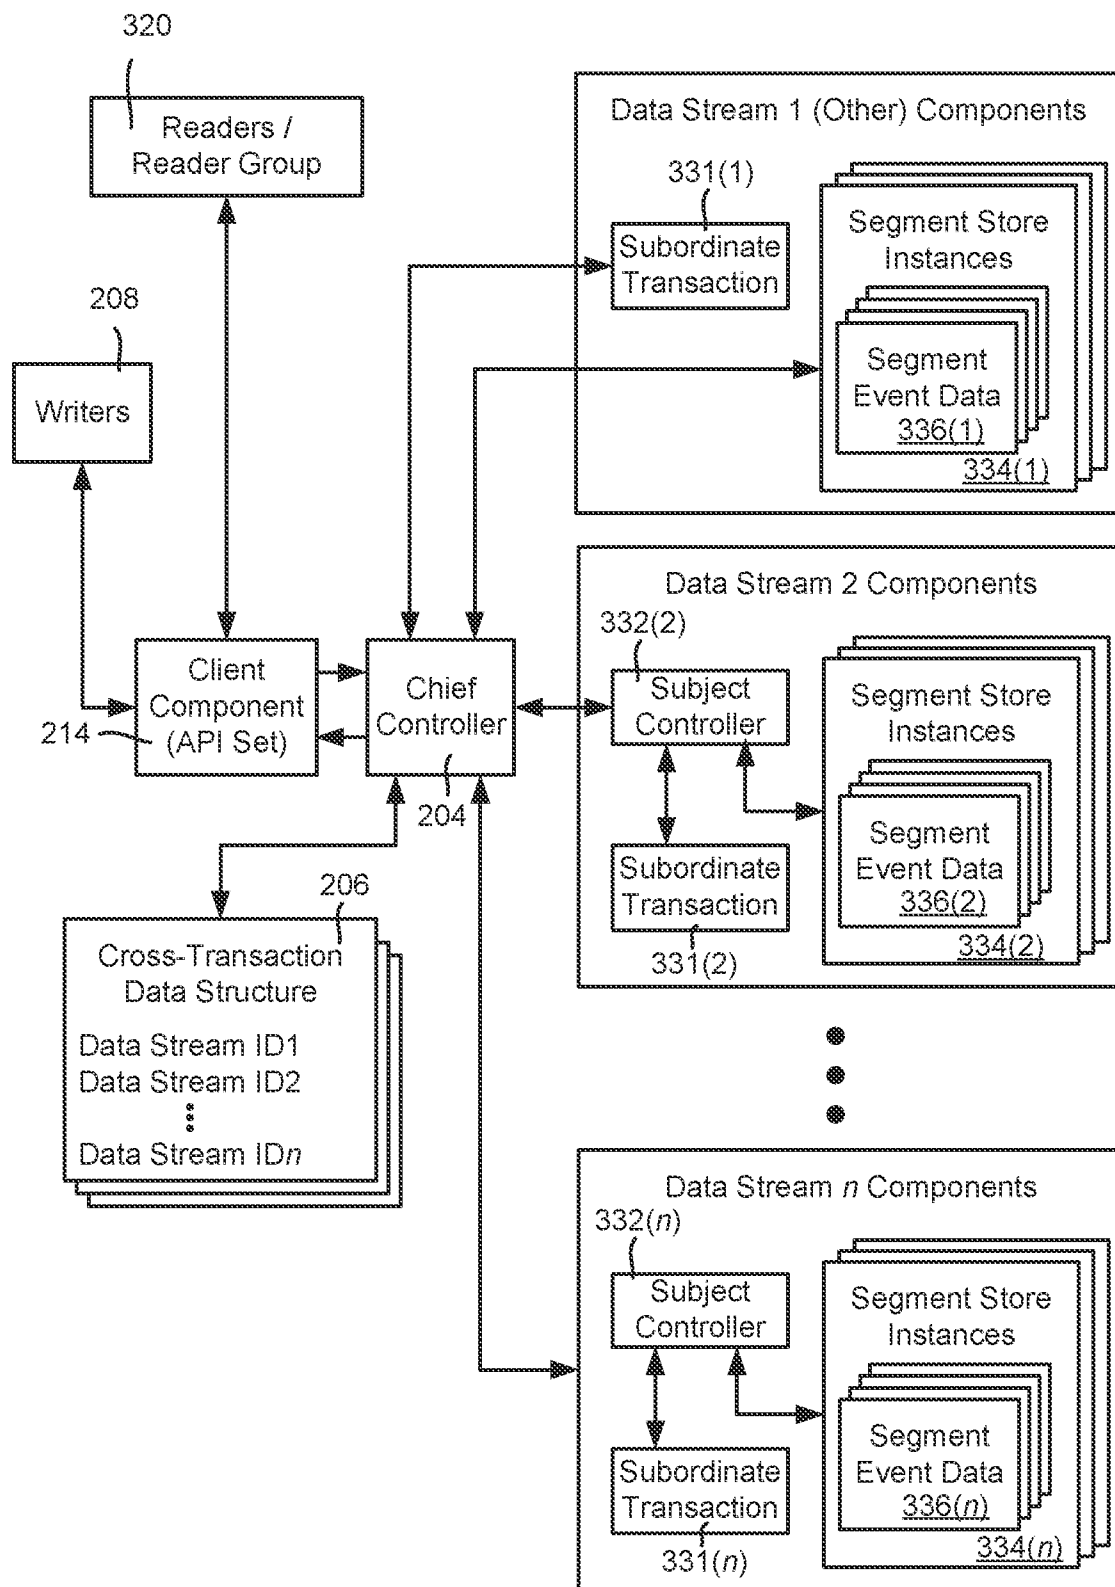 320
Readers /
Reader Group
208
Writers
Client
Component
(API Set)
214
Chief
Controller
204
206
Cross-Transaction
Data Structure
Data Stream ID1
Data Stream ID2
Data Stream IDn
Data Stream 1 (Other) Components
331(1)
Subordinate
Transaction
Segment Store
Instances
Segment
Event Data
336(1)
334(1)
Data Stream 2 Components
332(2)
Subject
Controller
Subordinate
Transaction
331(2)
Segment Store
Instances
Segment
Event Data
336(2)
334(2)
Data Stream n Components
332(n)
Subject
Controller
Subordinate
Transaction
331(n)
Segment Store
Instances
Segment
Event Data
336(n)
334(n)